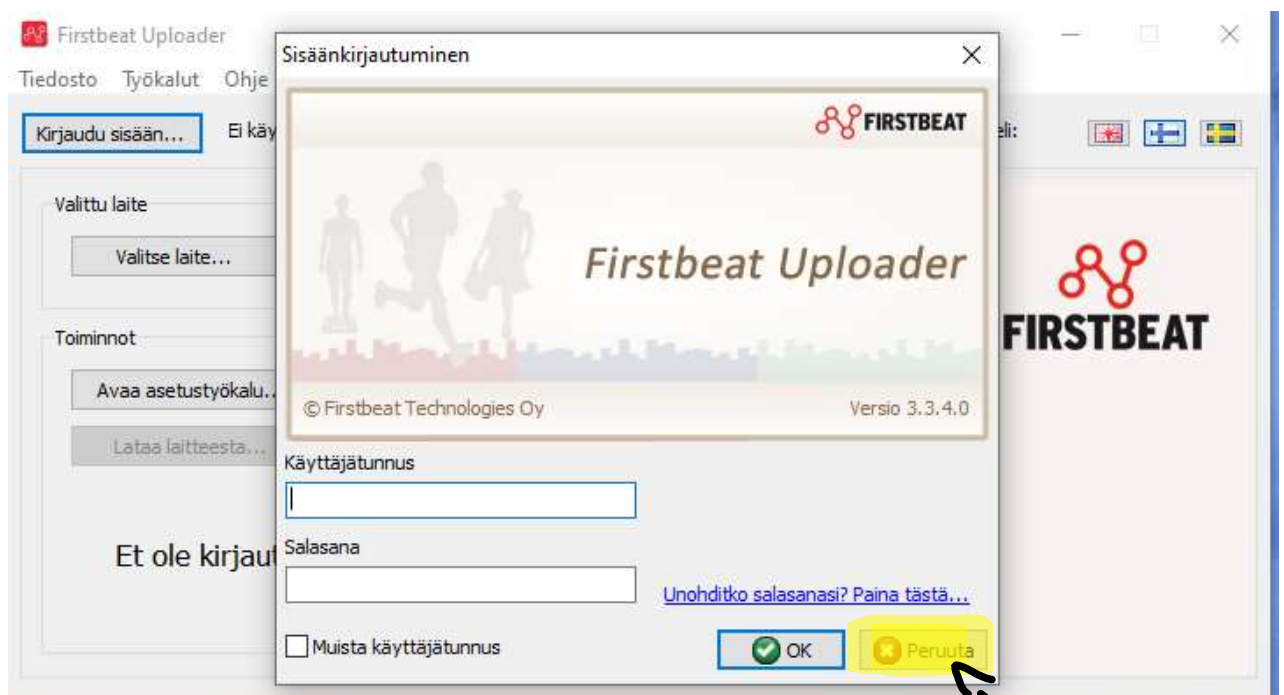 Firstbeat Uploader
Tiedosto Työkalut Ohje
Kirjaudu sisään...
Valittu laite
Valitse laite...
Toiminnot
Avaa asetustyökalu..
Lataa laitteesta...
Et ole
Sisäänkirjautuminen
FIRSTBEAT
Firstbeat Uploader
© Firstbeat Technologies Oy
Versio 3.3.4.0
Käyttäjätunnus
Salasana
Unohditko salasanasi? Paina tästä...
Muista käyttäjätunnus
OK
Peruuta
FIRSTBEAT